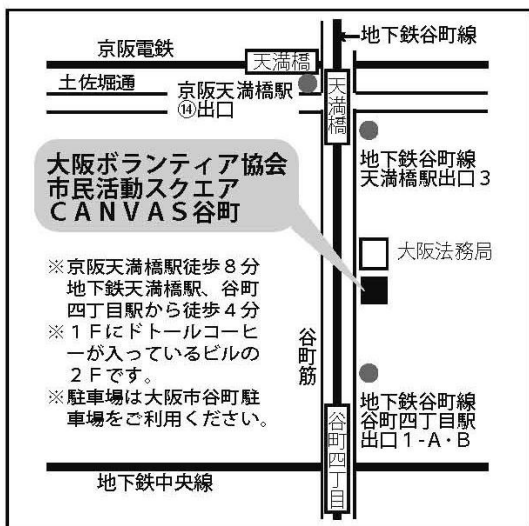 地下鉄谷町線
京阪電鉄
天満橋
土佐堀通
京阪天満橋駅
⑭出口
天満橋
地下鉄谷町線
天満橋駅出口3
大阪ボランティア協会
市民活動スクエア
CANVAS谷町
大阪法務局
※京阪天満橋駅徒歩8分
地下鉄天満橋駅、谷町
四丁目駅から徒歩4分
※1Fにドトールコーヒ
ーが入っているビルの
2Fです。
※駐車場は大阪市谷町駐
車場をご利用ください。
谷町筋
地下鉄谷町線
谷町四丁目駅
出口1-A・B
谷町四丁目
地下鉄中央線